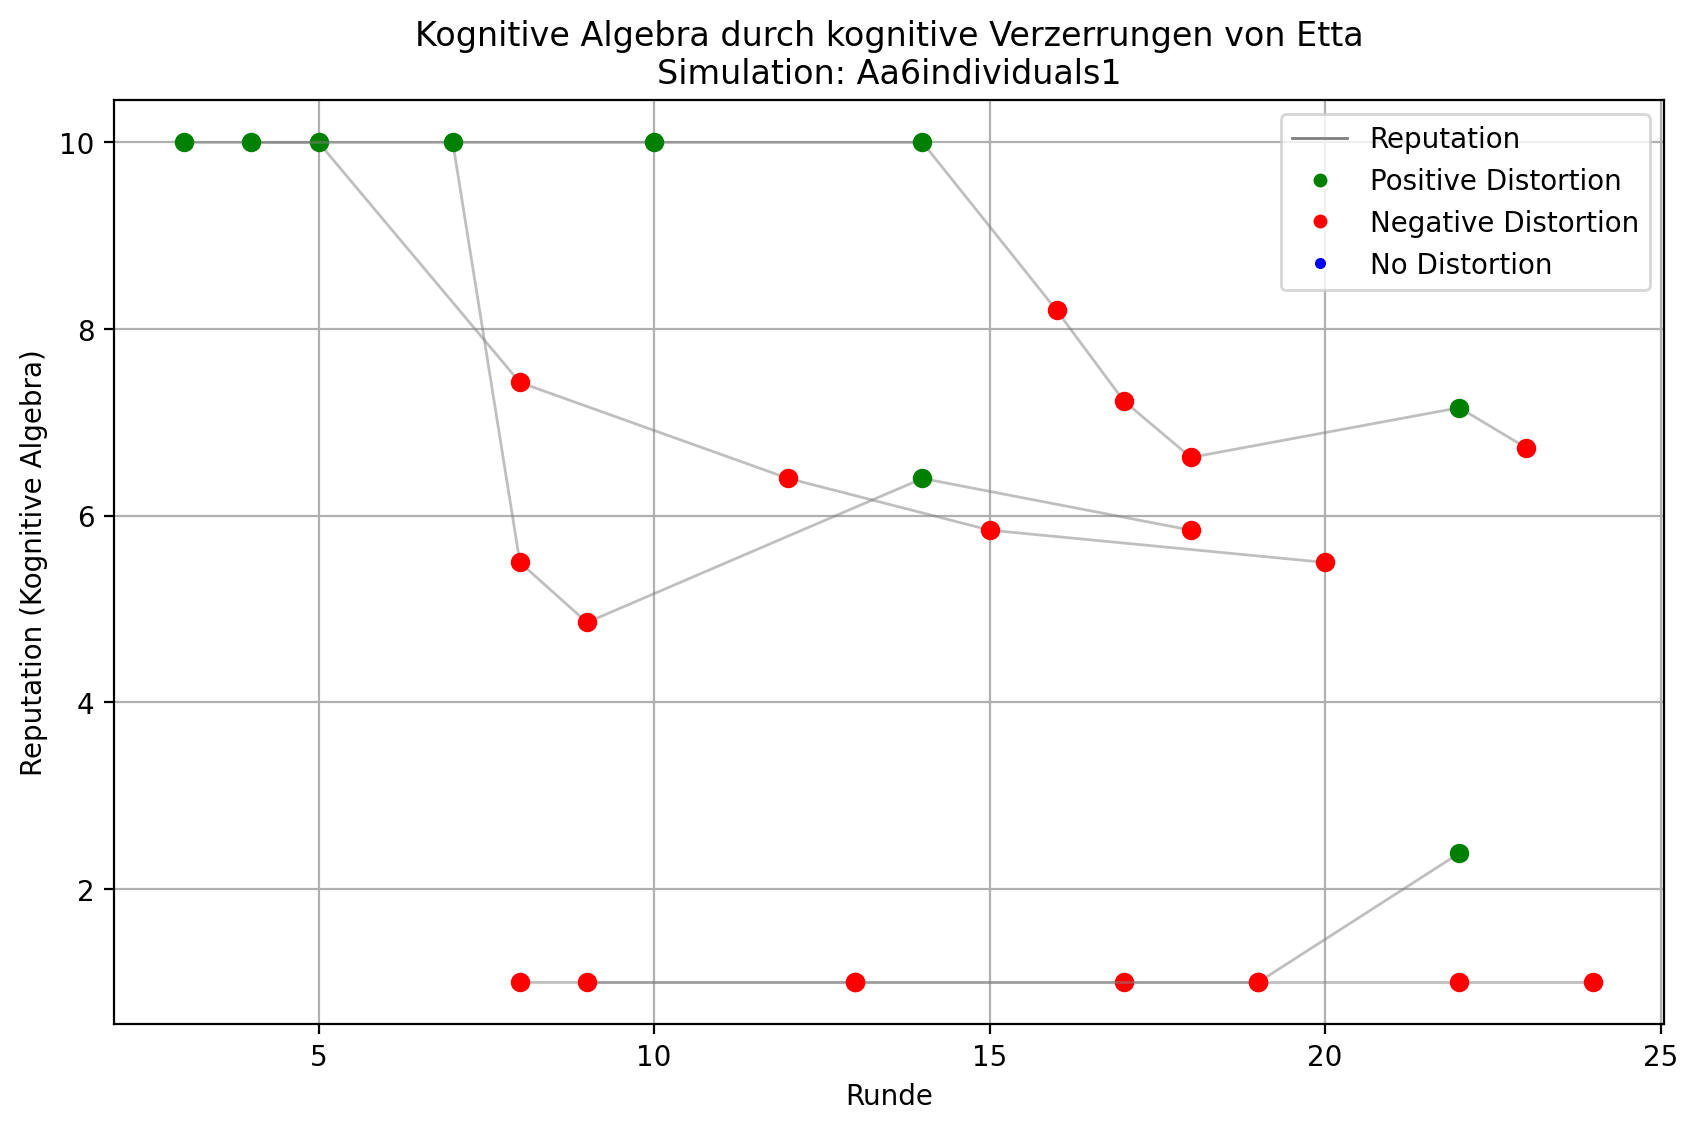 Kognitive Algebra durch kognitive Verzerrungen von Etta
Simulation: Aa6individuals1
Reputation
Positive Distortion
Negative Distortion
No Distortion
Reputation (Kognitive Algebra)
10
8
6
4
2
5
10
15
20
25
Runde